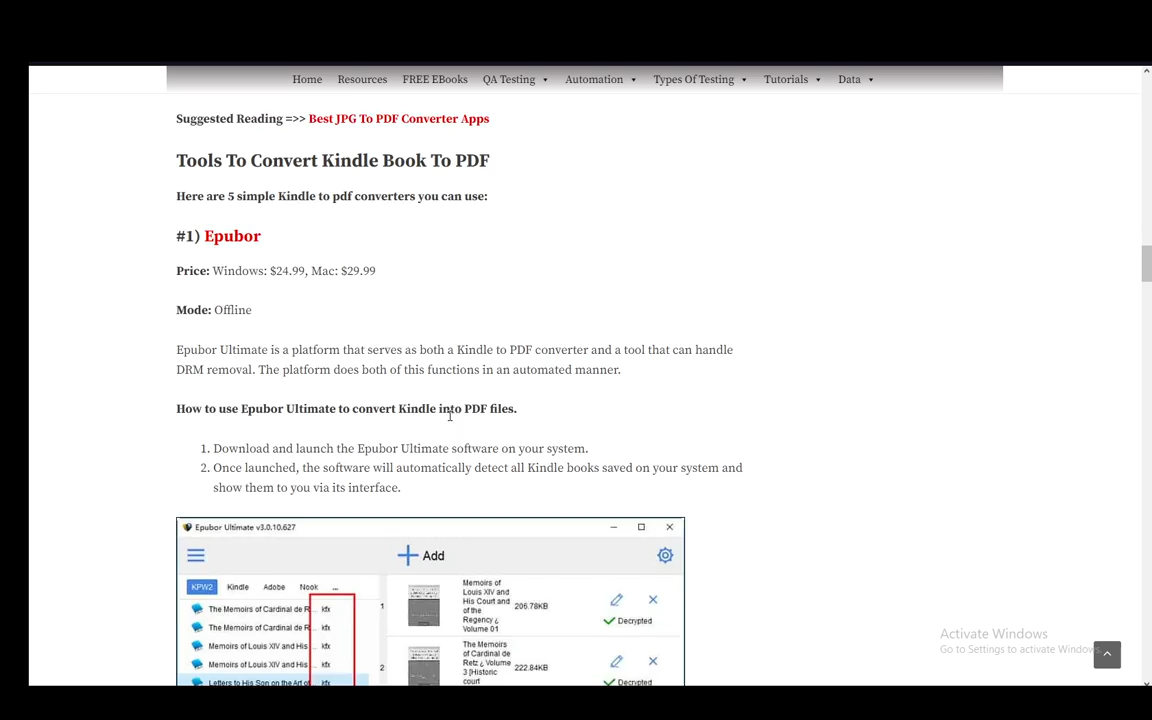 Home Resources FREE EBooks QA Testing Automation Types Of Testing Tutorials Data
Suggested Reading =>> Best JPG To PDF Converter Apps
Tools To Convert Kindle Book To PDF
Here are 5 simple Kindle to pdf converters you can use:
#1) Epubor
Price: Windows: $24.99, Mac: $29.99
Mode: Offline
Epubor Ultimate is a platform that serves as both a Kindle to PDF converter and a tool that can handle
DRM removal. The platform does both of this functions in an automated manner.
How to use Epubor Ultimate to convert Kindle into PDF files.
1. Download and launch the Epubor Ultimate software on your system.
2. Once launched, the software will automatically detect all Kindle books saved on your system and
show them to you via its interface.
Epubor Ultimate v3.0.10.627
Add
KPW2 Kindle Adobe Nook ...
The Memoirs of Cardinal de R... kfx
The Memoirs of Cardinal de R... kfx
Memoirs of Louis XIV and His ... kfx
Memoirs of Louis XIV and His ... kfx
Letters to His Son on the Art of ... kfx
1
Memoirs of
Louis XIV and
His Court and
of the
Regency ¿
Volume 01
206.78KB
Decrypted
2
The Memoirs
of Cardinal de
Retz ¿ Volume
3 [Historic
court
222.84KB
Decrypted
Activate Windows
Go to Settings to activate Windows.